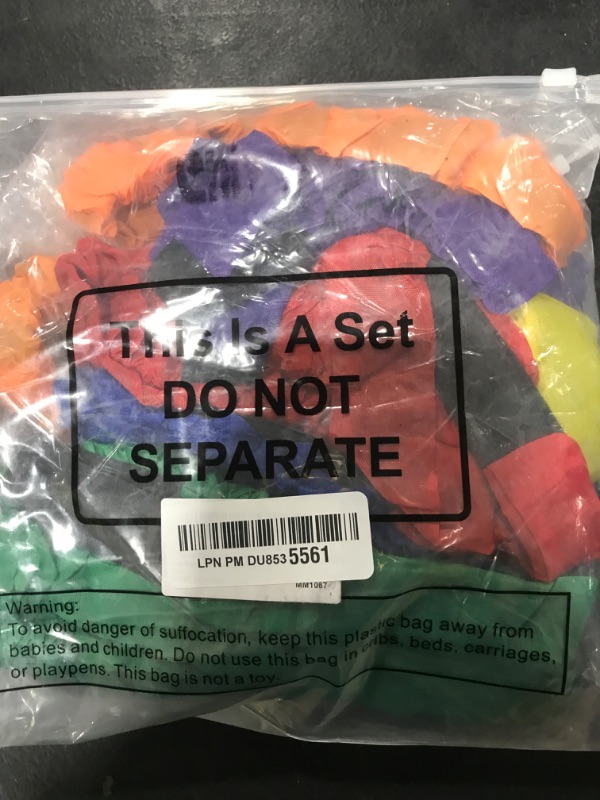 This Is A Set
DO NOT
SEPARATE
LPN PM DU8535561
MM1067
Warning:
To avoid danger of suffocation, keep this plastic bag away from
babies and children. Do not use this bag in cribs, beds, carriages,
or playpens. This bag is not a toy.